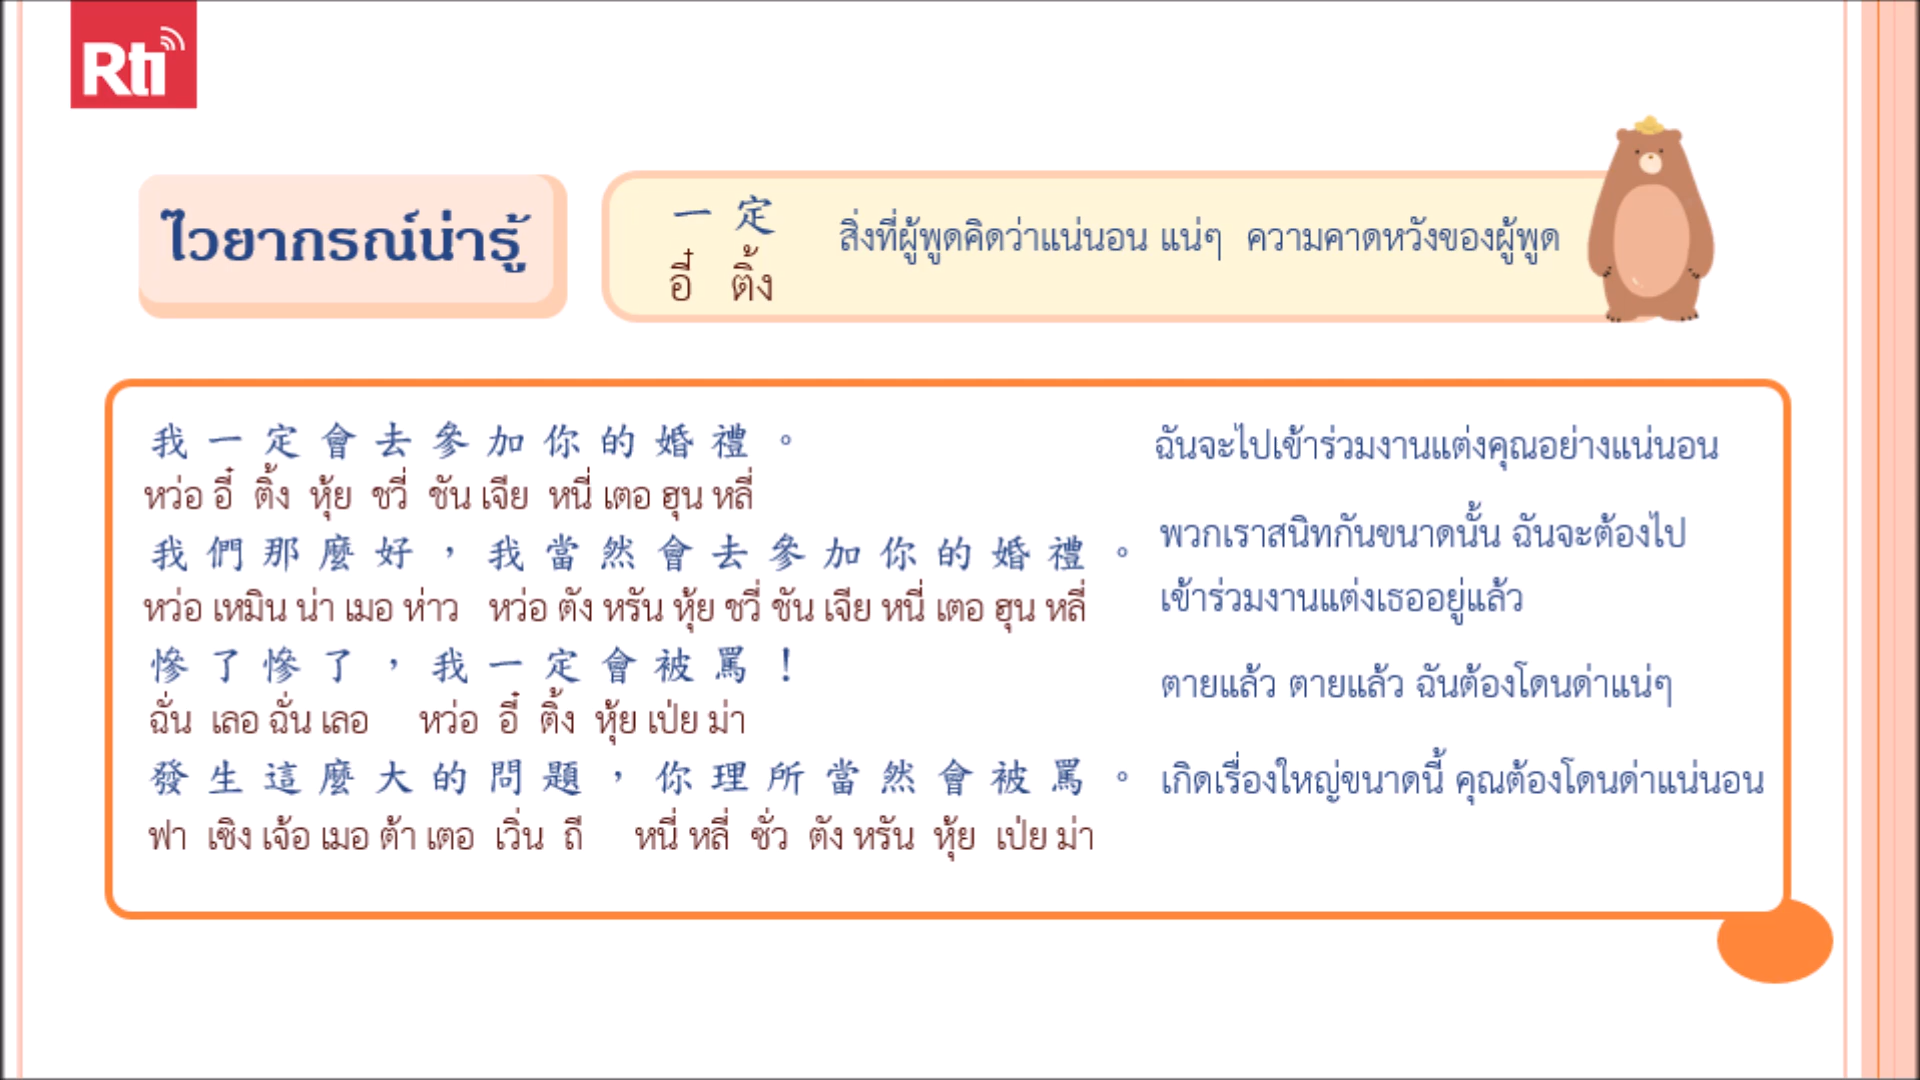 Rti
ไวยากรณ์น่ารู้
一定
อี๋ ติ้ง
สิ่งที่ผู้พูดคิดว่าแน่นอน แน่ๆ ความคาดหวังของผู้พูด
我一定會去參加你的婚禮。
หว่อ อี๋ ติ้ง หุ้ย ชวี่ ชัน เจีย หนี่ เตอ ฮุน หลี่
ฉันจะไปเข้าร่วมงานแต่งคุณอย่างแน่นอน
我們那麼好，我當然會去參加你的婚禮。
หว่อ เหมิน น่า เมอ ห่าว หว่อ ตัง หรัน หุ้ย ชวี่ ชัน เจีย หนี่ เตอ ฮุน หลี่
พวกเราสนิทกันขนาดนั้น ฉันจะต้องไป
เข้าร่วมงานแต่งเธออยู่แล้ว
慘了慘了，我一定會被罵！
ฉั่น เลอ ฉั่น เลอ หว่อ อี๋ ติ้ง หุ้ย เป่ย ม่า
ตายแล้ว ตายแล้ว ฉันต้องโดนด่าแน่ๆ
發生這麼大的問題，你理所當然會被罵。
ฟา เซิง เจ้อ เมอ ต้า เตอ เวิ่น ถี หนี่ หลี่ ซั่ว ตัง หรัน หุ้ย เป่ย ม่า
เกิดเรื่องใหญ่ขนาดนี้ คุณต้องโดนด่าแน่นอน